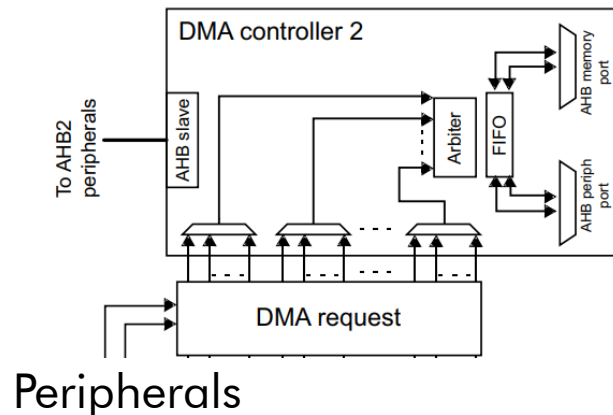 DMA controller 2
To AHB2
peripherals
AHB slave
Arbiter
FIFO
AHB memory
port
AHB periph
port
DMA request
Peripherals